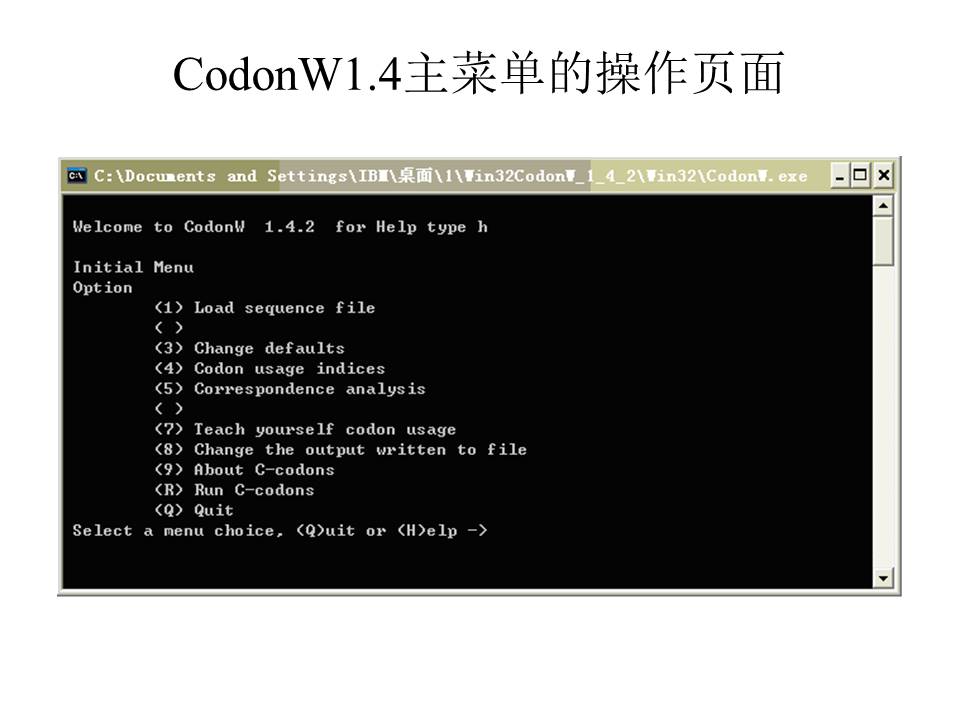 CodonW1.4主菜单的操作页面
C:\Documents and Settings\IBM\桌面\1\Win32CodonW_1_4_2\Win32\CodonW.exe
Welcome to CodonW  1.4.2  for Help type h
Initial Menu
Option
(1) Load sequence file
( )
(3) Change defaults
(4) Codon usage indices
(5) Correspondence analysis
( )
(7) Teach yourself codon usage
(8) Change the output written to file
(9) About C-codons
(R) Run C-codons
(Q) Quit
Select a menu choice, (Q)uit or (H)elp ->